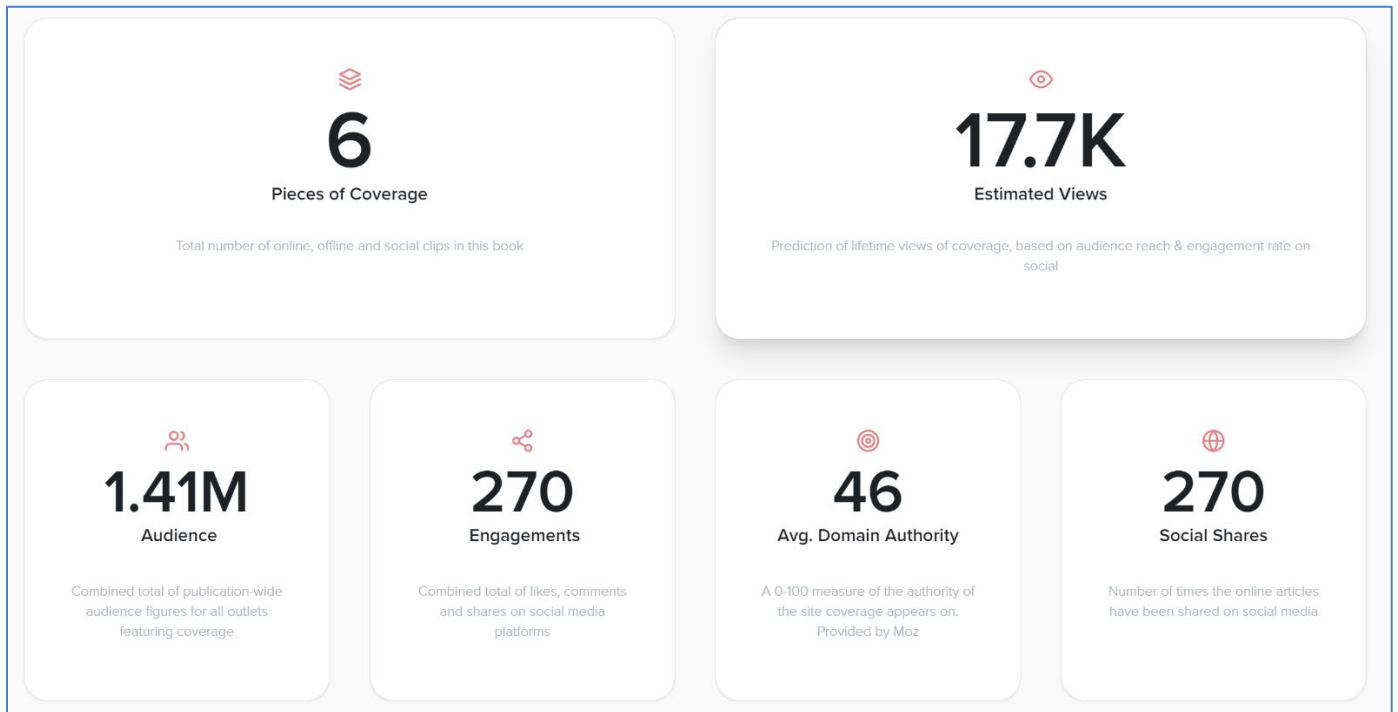 6
Pieces of Coverage
Total number of online, offline and social clips in this book
17.7K
Estimated Views
Prediction of lifetime views of coverage, based on audience reach & engagement rate on
social
1.41M
Audience
Combined total of publication-wide
audience figures for all outlets
featuring coverage
270
Engagements
Combined total of likes, comments
and shares on social media
platforms
46
Avg. Domain Authority
A 0-100 measure of the authority of
the site coverage appears on.
Provided by Moz
270
Social Shares
Number of times the online articles
have been shared on social media